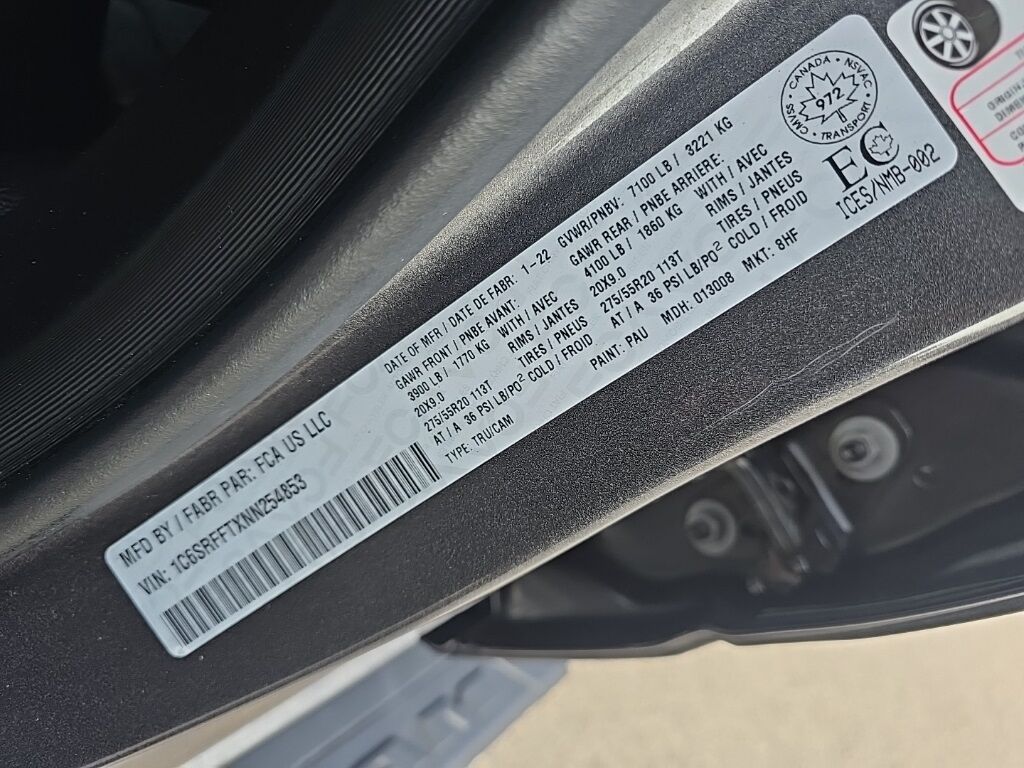 MFD BY / FABR PAR: FCA US LLC
VIN: 1C6SRFFTXNN254853
DATE OF MFR / DATE DE FABR: 1-22 GVWR/PNBV: 7100 LB / 3221 KG
GAWR FRONT / PNBE AVANT: GAWR REAR / PNBE ARRIERE:
3900 LB / 1770 KG WITH / AVEC 4100 LB / 1860 KG WITH / AVEC
20X9.0 RIMS / JANTES 20X9.0 RIMS / JANTES
275/55R20 113T TIRES / PNEUS 275/55R20 113T TIRES / PNEUS
AT / A 36 PSI LB/PO² COLD / FROID AT / A 36 PSI LB/PO² COLD / FROID
TYPE: TRU/CAM PAINT: PAU MDH: 013008 MKT: 8HF
CANADA · NSVAC · TRANSPORT · CMVSS
972
EC
ICES/NMB-002